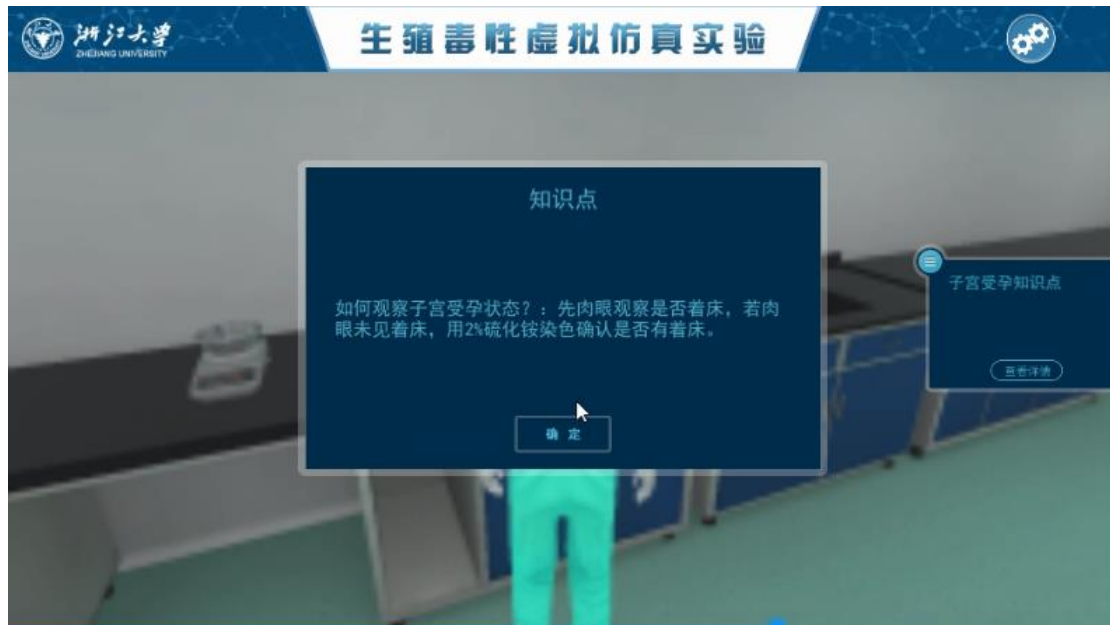 浙江大学
ZHEJIANG UNIVERSITY
生殖毒性虚拟仿真实验
知识点
如何观察子宫受孕状态？：先肉眼观察是否着床，若肉
眼未见着床，用2%硫化铵染色确认是否有着床。
确 定
子宫受孕知识点
查看详情